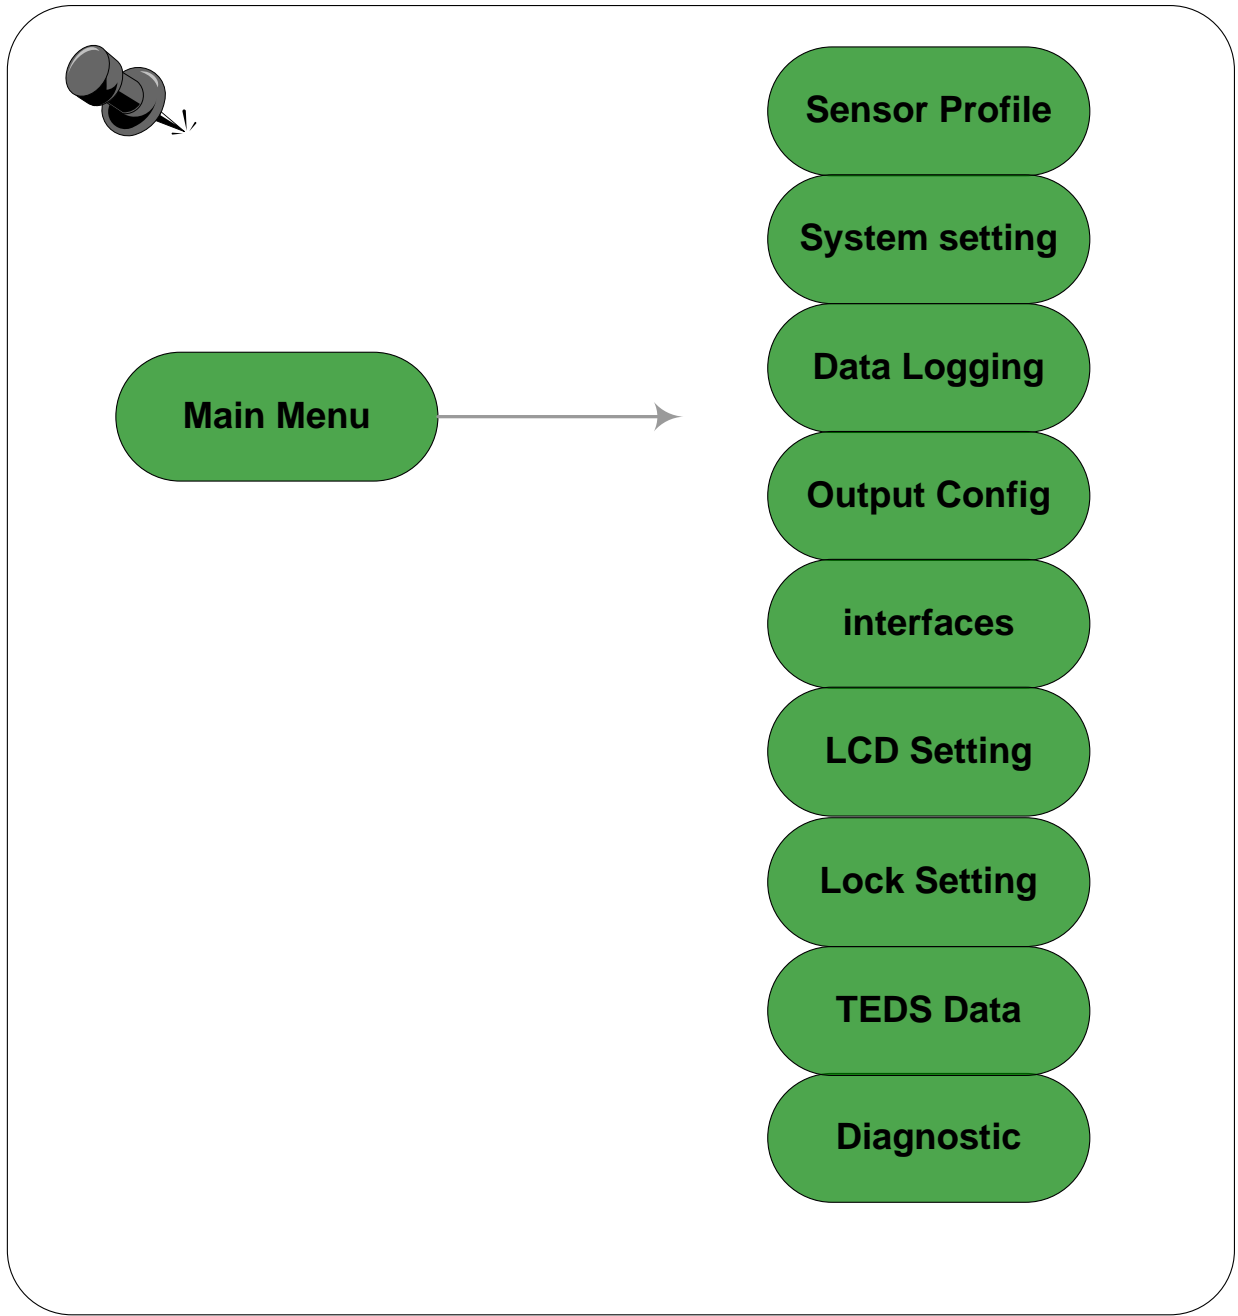 Sensor Profile
System setting
Data Logging
Main Menu
Output Config
interfaces
LCD Setting
Lock Setting
TEDS Data
Diagnostic